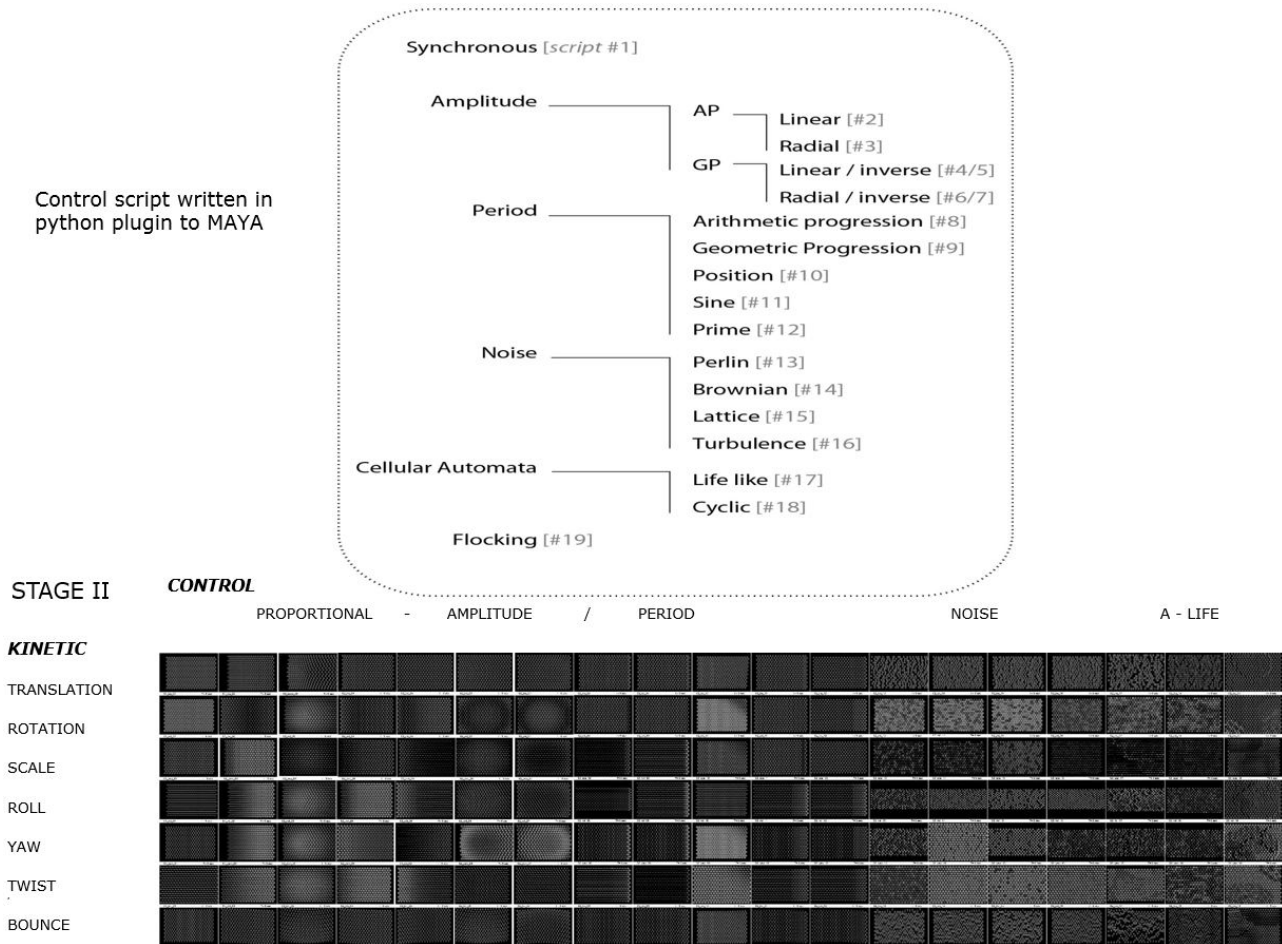 Synchronous [script #1]
Amplitude
AP
Linear [#2]
Radial [#3]
GP
Linear / inverse [#4/5]
Radial / inverse [#6/7]
Control script written in
python plugin to MAYA
Period
Arithmetic progression [#8]
Geometric Progression [#9]
Position [#10]
Sine [#11]
Prime [#12]
Noise
Perlin [#13]
Brownian [#14]
Lattice [#15]
Turbulence [#16]
Cellular Automata
Life like [#17]
Cyclic [#18]
Flocking [#19]
STAGE II
CONTROL
PROPORTIONAL - AMPLITUDE / PERIOD NOISE A - LIFE
KINETIC
TRANSLATION
ROTATION
SCALE
ROLL
YAW
TWIST
BOUNCE